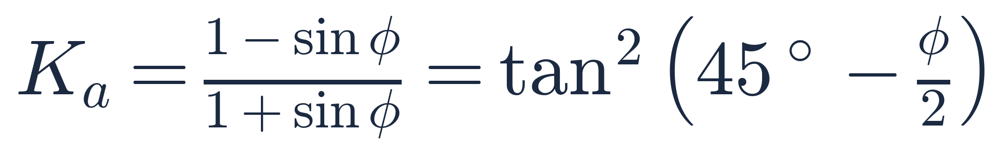 K_a = \frac{1 - \sin \phi}{1 + \sin \phi} = \tan^2 \left( 45^\circ - \frac{\phi}{2} \right)